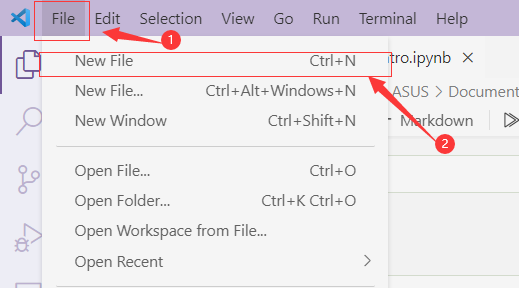 File Edit Selection View Go Run Terminal Help
1
New File Ctrl+N
tro.ipynb
New File... Ctrl+Alt+Windows+N
ASUS > Document
New Window Ctrl+Shift+N
Markdown
2
Open File... Ctrl+O
Open Folder... Ctrl+K Ctrl+O
Open Workspace from File...
Open Recent